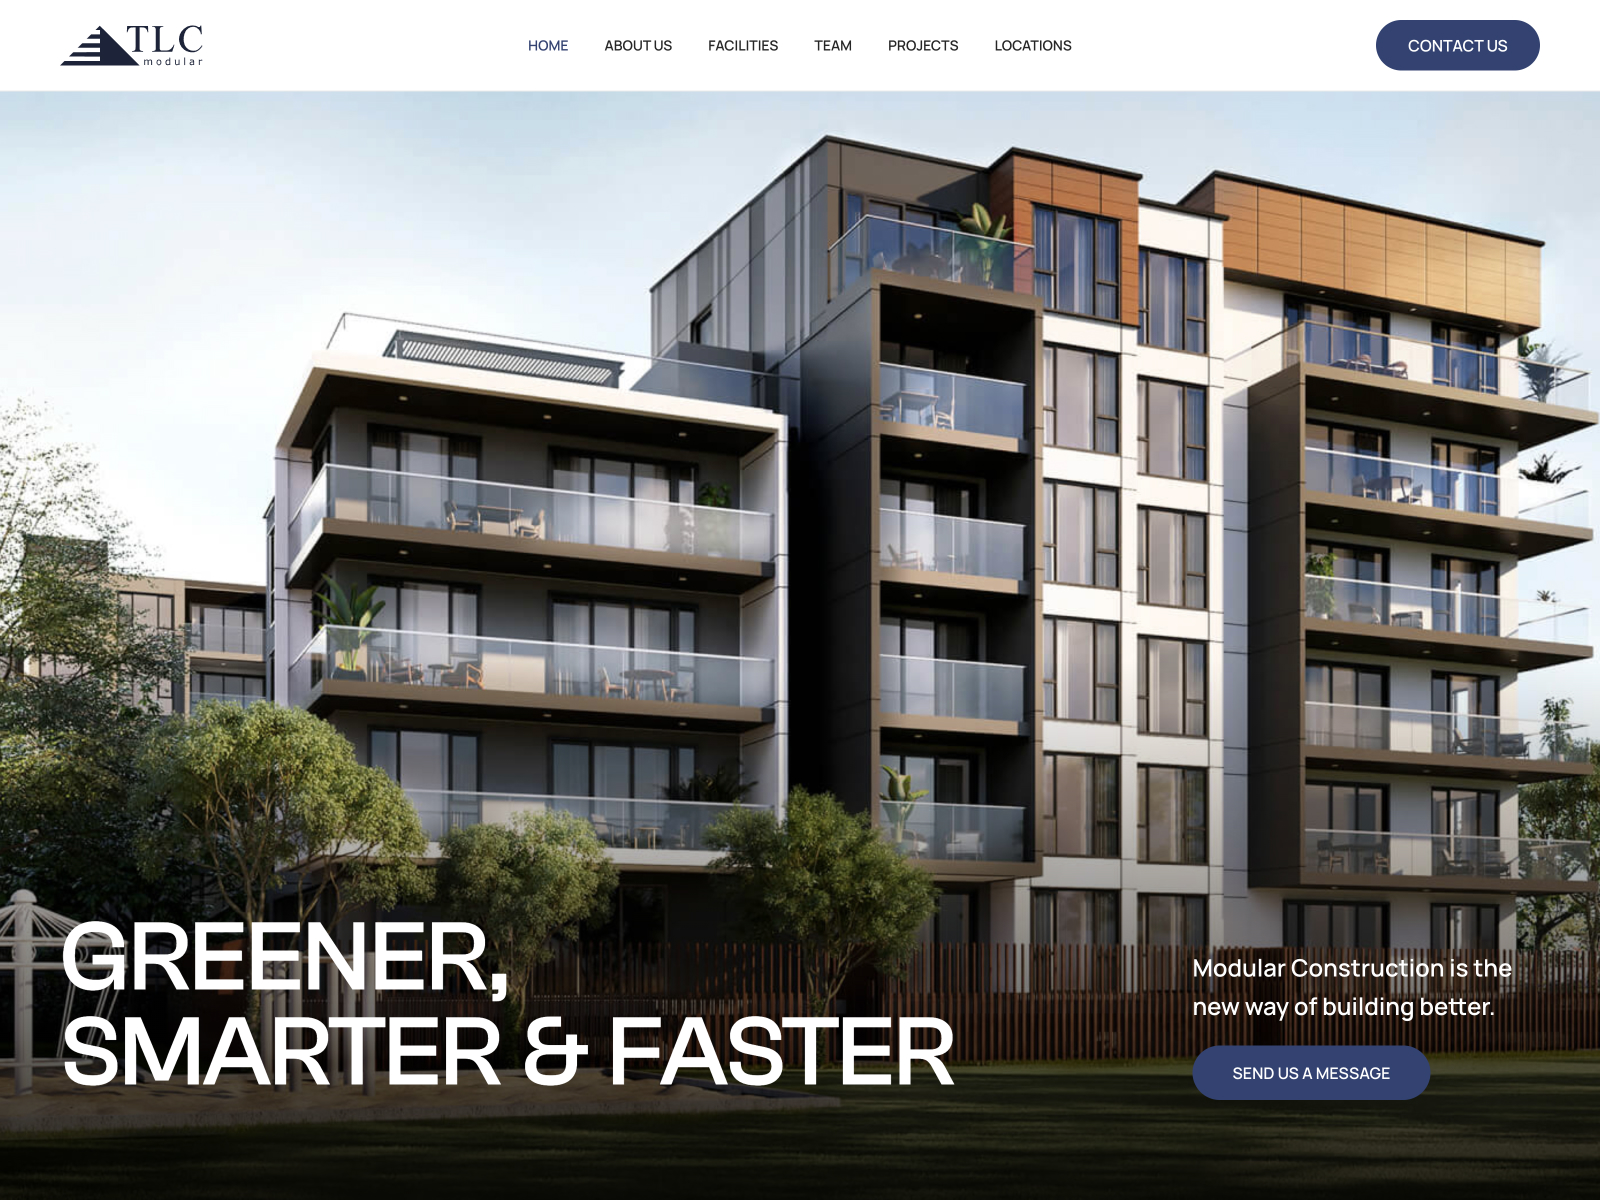 TLC
modular
HOME
ABOUT US
FACILITIES
TEAM
PROJECTS
LOCATIONS
CONTACT US
GREENER,
SMARTER & FASTER
Modular Construction is the
new way of building better.
SEND US A MESSAGE